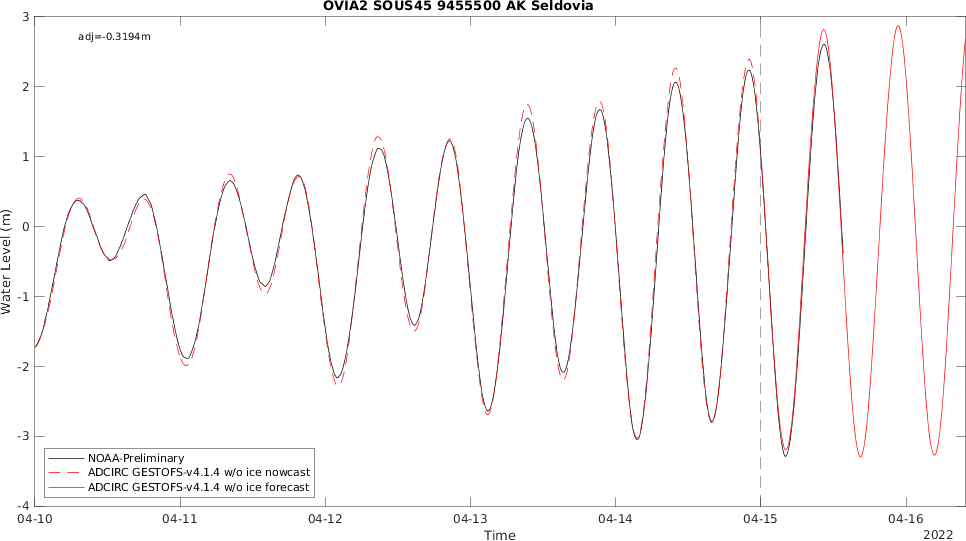 OVIA2 SOUS45 9455500 AK Seldovia
adj=-0.3194m
3
2
1
0
-1
-2
-3
-4
Water Level (m)
NOAA-Preliminary
ADCIRC GESTOFS-v4.1.4 w/o ice nowcast
ADCIRC GESTOFS-v4.1.4 w/o ice forecast
04-10 04-11 04-12 04-13 04-14 04-15 04-16
Time
2022